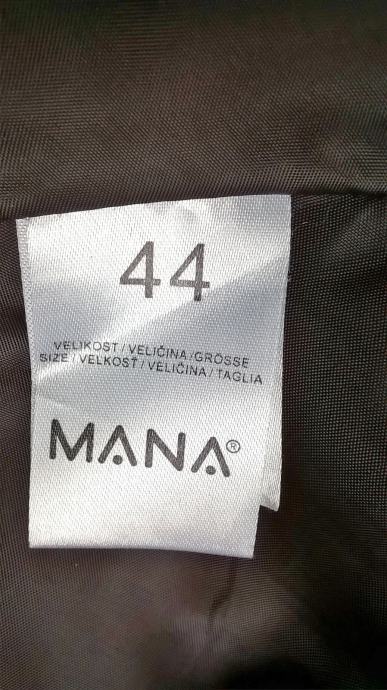 44
VELIKOST / VELIČINA / GRÖSSE
SIZE / VELKOSŤ / VELIČINA / TAGLIA
MANA®